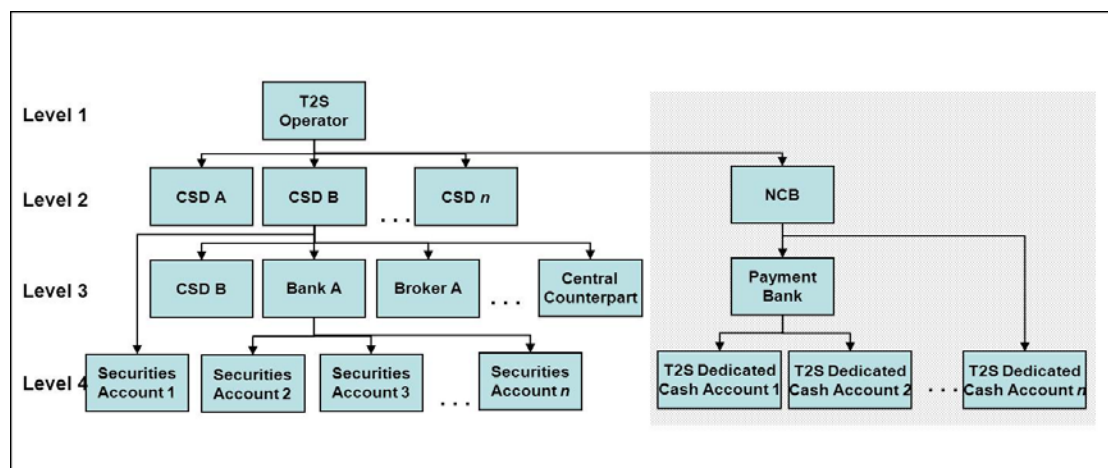 Level 1
T2S
Operator
Level 2
CSD A
CSD B
. . .
CSD n
NCB
Level 3
CSD B
Bank A
Broker A
. . .
Central
Counterpart
Payment
Bank
Level 4
Securities
Account 1
Securities
Account 2
Securities
Account 3
. . .
Securities
Account n
T2S Dedicated
Cash Account 1
T2S Dedicated
Cash Account 2
. . .
T2S Dedicated
Cash Account n